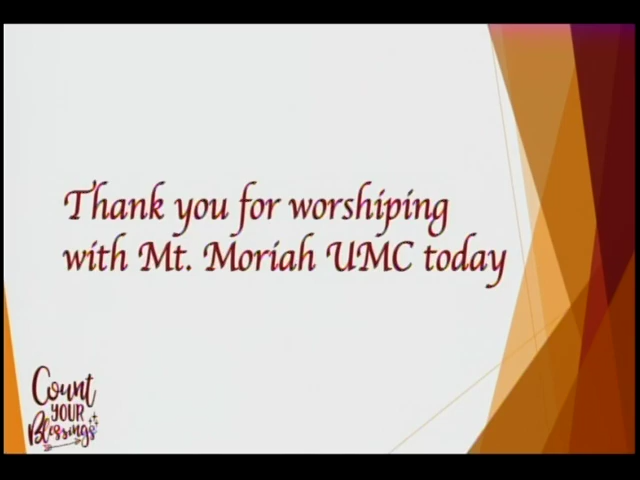 Thank you for worshiping
with Mt. Moriah UMC today
Count
YOUR
Blessings